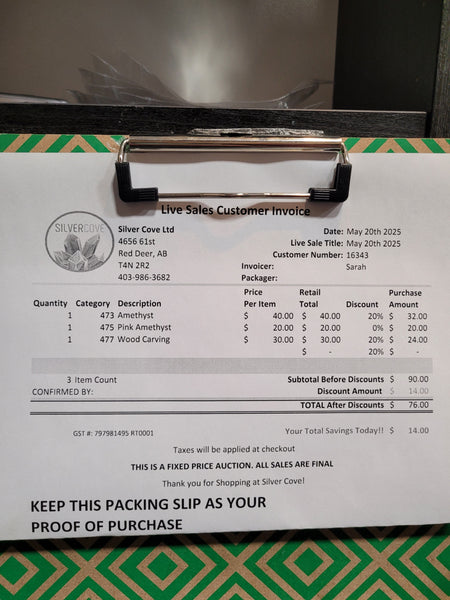 Live Sales Customer Invoice
SILVERCOVE
Silver Cove Ltd
4656 61st
Red Deer, AB
T4N 2R2
403-986-3682
Date: May 20th 2025
Live Sale Title: May 20th 2025
Customer Number: 16343
Invoicer: Sarah
Packager:
Quantity Category Description Price Per Item Retail Total Discount Purchase Amount
1 473 Amethyst $ 40.00 $ 40.00 20% $ 32.00
1 475 Pink Amethyst $ 20.00 $ 20.00 0% $ 20.00
1 477 Wood Carving $ 30.00 $ 30.00 20% $ 24.00
$ - 20% $ -
3 Item Count Subtotal Before Discounts $ 90.00
CONFIRMED BY: Discount Amount $ 14.00
TOTAL After Discounts $ 76.00
GST #: 797981495 RT0001 Your Total Savings Today!! $ 14.00
Taxes will be applied at checkout
THIS IS A FIXED PRICE AUCTION. ALL SALES ARE FINAL
Thank you for Shopping at Silver Cove!
KEEP THIS PACKING SLIP AS YOUR
PROOF OF PURCHASE